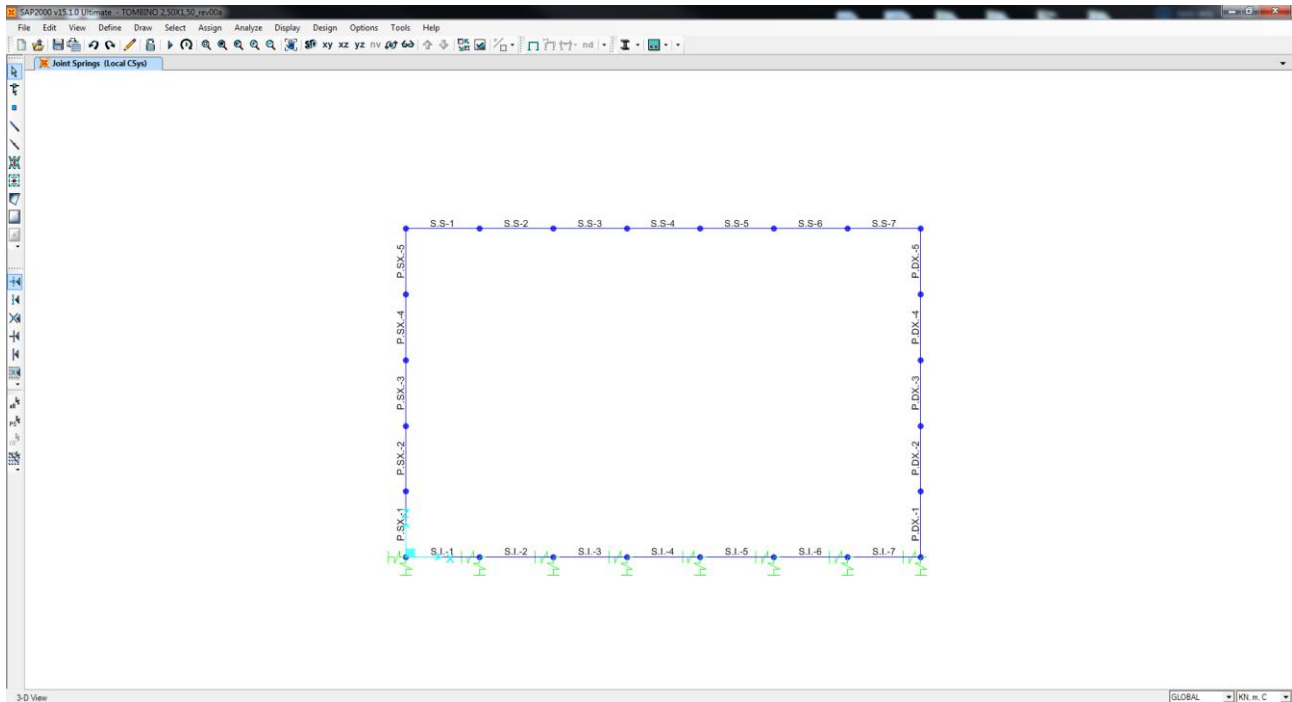 SAP2000 v15.1.0 Ultimate - TOMBINO 2,50X1,50_rev00a
File Edit View Define Draw Select Assign Analyze Display Design Options Tools Help
xy xz yz nv nd
Joint Springs (Local CSys)
S.S-1 S.S-2 S.S-3 S.S-4 S.S-5 S.S-6 S.S-7
P.SX.-5 P.DX.-5
P.SX.-4 P.DX.-4
P.SX.-3 P.DX.-3
P.SX.-2 P.DX.-2
P.SX.-1 P.DX.-1
S.I.-1 S.I.-2 S.I.-3 S.I.-4 S.I.-5 S.I.-6 S.I.-7
X
3-D View GLOBAL KN, m, C